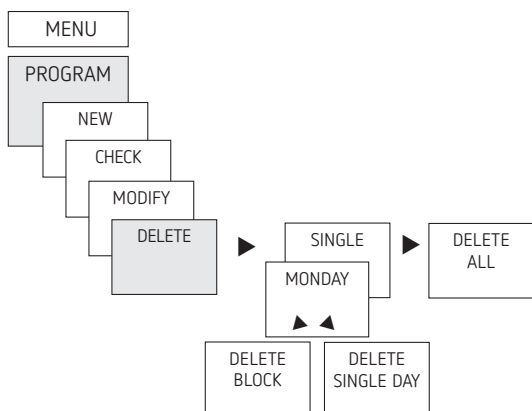 MENU
PROGRAM
NEW
CHECK
MODIFY
DELETE
SINGLE
MONDAY
DELETE
ALL
DELETE
BLOCK
DELETE
SINGLE DAY